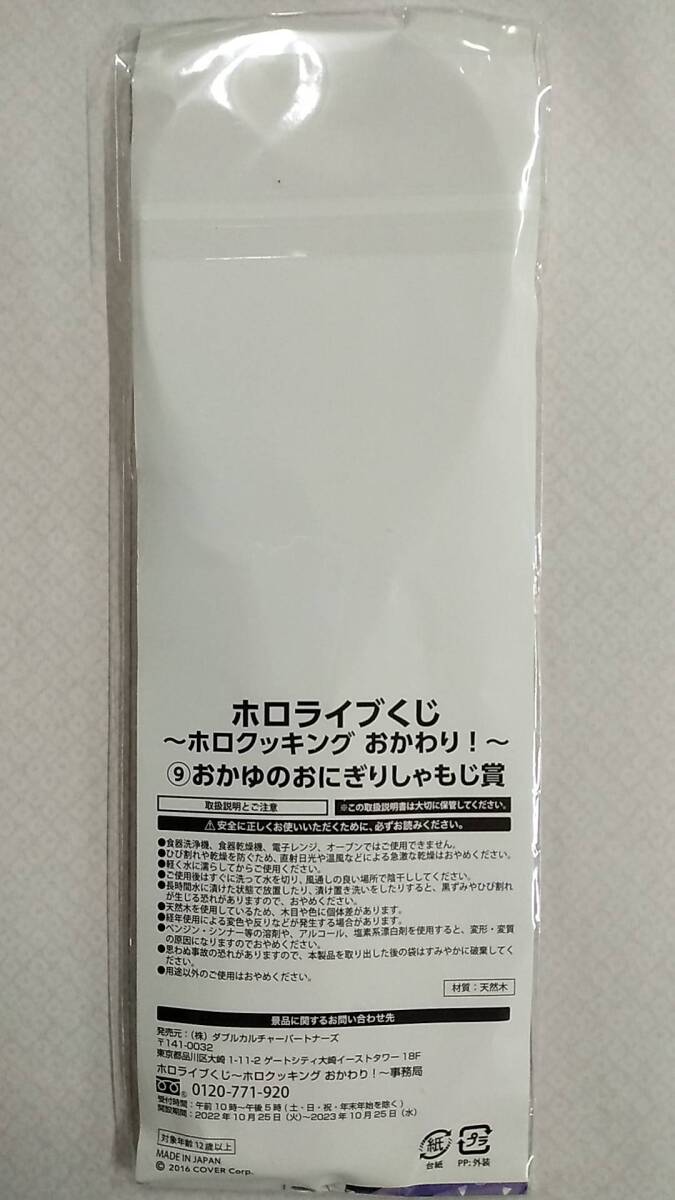 ホロライブくじ
～ホロクッキング おかわり！～
⑨おかゆのおにぎりしゃもじ賞
取扱説明とご注意
※この取扱説明書は大切に保管してください。
⚠安全に正しくお使いいただくために、必ずお読みください。
●食器洗浄機、食器乾燥機、電子レンジ、オーブンではご使用できません。
●ひび割れや乾燥を防ぐため、直射日光や温風などによる急激な乾燥はおやめください。
●軽く水に濡らしてからご使用ください。
●ご使用後はすぐに洗って水を切り、風通しの良い場所で陰干ししてください。
●長時間水に漬けた状態で放置したり、漬け置き洗いをしたりすると、黒ずみやひび割れ
が生じる恐れがありますので、おやめください。
●天然木を使用しているため、木目や色に個体差があります。
●経年使用による変色や反りなどが発生する場合があります。
●ベンジン・シンナー等の溶剤や、アルコール、塩素系漂白剤を使用すると、変形・変質
の原因になりますのでおやめください。
●思わぬ事故の恐れがありますので、本製品を取り出した後の袋はすみやかに破棄してく
ださい。
●用途以外のご使用はおやめください。
材質：天然木
景品に関するお問い合わせ先
発売元：（株）ダブルカルチャーパートナーズ
〒141-0032
東京都品川区大崎 1-11-2 ゲートシティ大崎イーストタワー 18F
ホロライブくじ～ホロクッキング おかわり！～事務局
® 0120-771-920
受付時間：午前10時～午後5時（土・日・祝・年末年始を除く）
開設期間：2022年10月25日（火）～2023年10月25日（水）
対象年齢12歳以上
MADE IN JAPAN
© 2016 COVER Corp.
紙
台紙
プラ
PP：外装